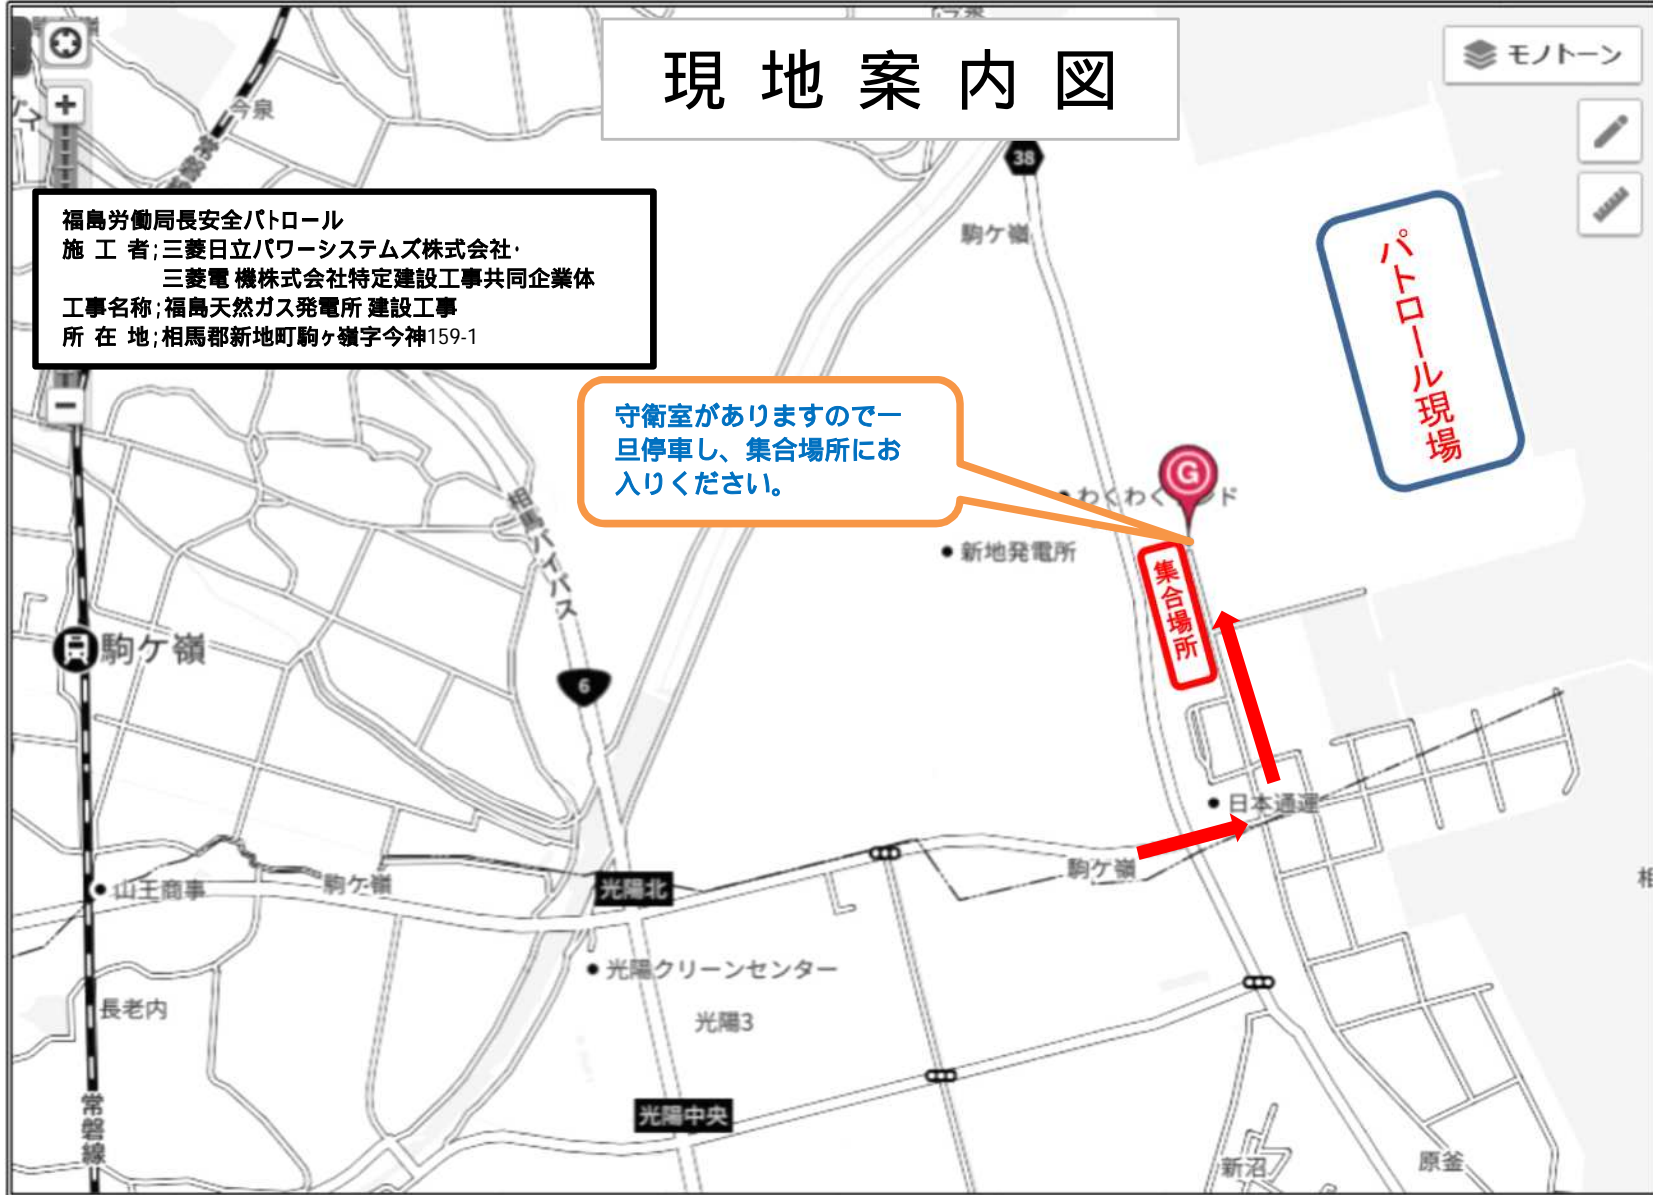 現地案内図
モノトーン
今泉
38
駒ケ嶺
福島労働局長安全パトロール
施 工 者;三菱日立パワーシステムズ株式会社・
三菱電機株式会社特定建設工事共同企業体
工事名称;福島天然ガス発電所 建設工事
所 在 地;相馬郡新地町駒ヶ嶺字今神159-1
パトロール現場
守衛室がありますので一
旦停車し、集合場所にお
入りください。
G
わくわく
ド
相馬バイパス
新地発電所
集合場所
駒ケ嶺
6
日本通運
駒ケ嶺
山王商事
駒ケ嶺
光陽北
相
光陽クリーンセンター
長老内
光陽3
光陽中央
常磐線
新沼
原釜